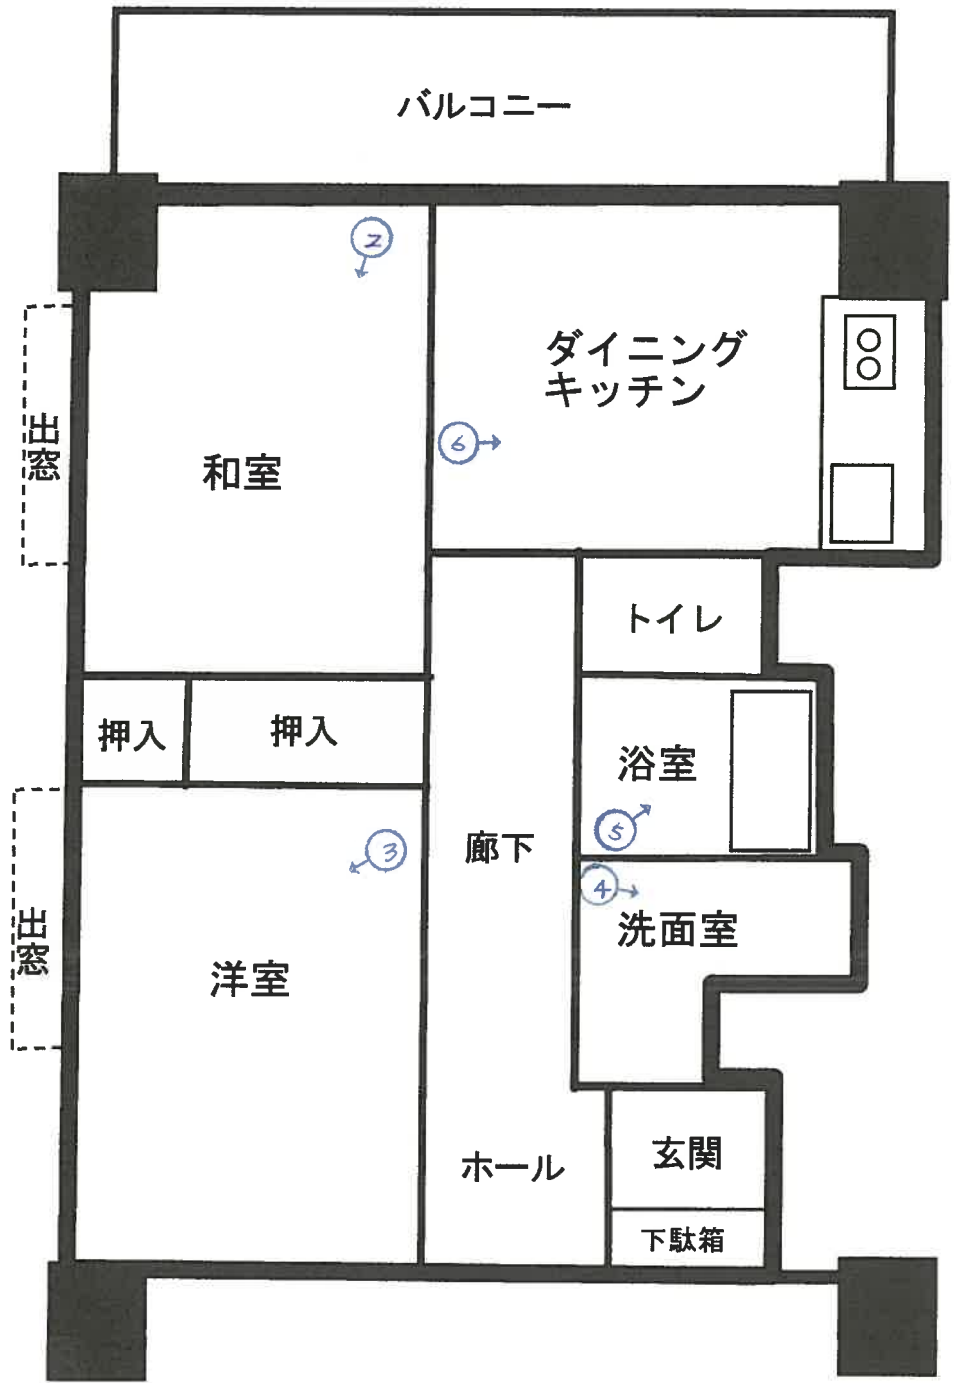 バルコニー
2
ダイニング
キッチン
6
出窓
和室
トイレ
押入
押入
浴室
5
3
廊下
4
洗面室
出窓
洋室
玄関
ホール
下駄箱